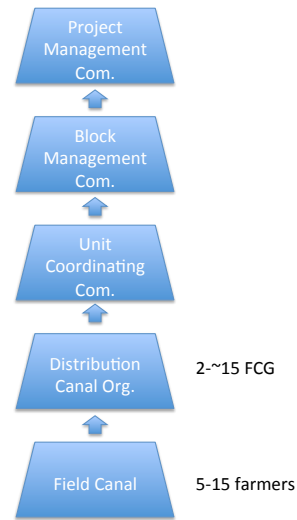 Project
Management
Com.
Block
Management
Com.
Unit
Coordinating
Com.
Distribution
Canal Org.
2-~15 FCG
Field Canal
5-15 farmers